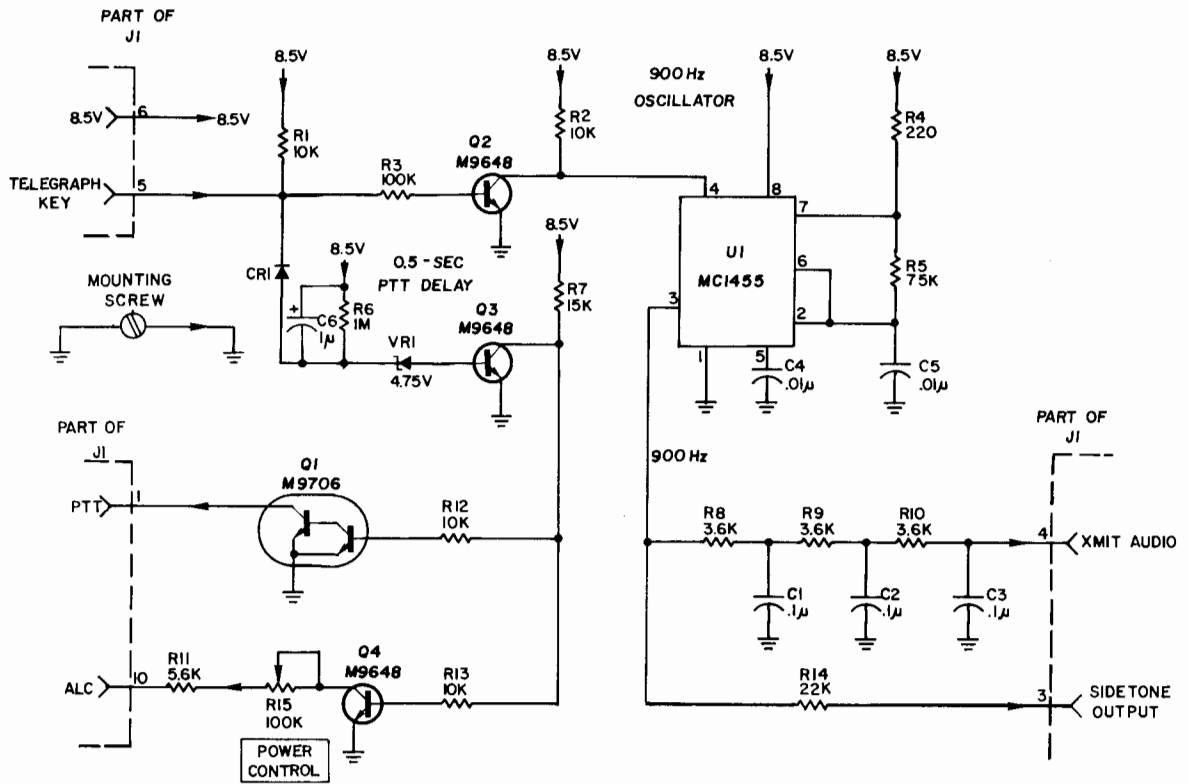 PART OF
J1
8.5V
6
8.5V
TELEGRAPH
KEY
5
8.5V
R1
10K
R3
100K
Q2
M9648
8.5V
R2
10K
900Hz
OSCILLATOR
8.5V
8.5V
R4
220
4
8
7
U1
MC1455
6
3
2
1
5
R5
75K
C4
.01µ
C5
.01µ
MOUNTING
SCREW
CR1
8.5V
0.5-SEC
PTT DELAY
+
C6
1µ
R6
1M
VR1
4.75V
Q3
M9648
8.5V
R7
15K
PART OF
J1
PTT
1
Q1
M9706
R12
10K
900Hz
PART OF
J1
R8
3.6K
R9
3.6K
R10
3.6K
4
XMIT AUDIO
C1
.1µ
C2
.1µ
C3
.1µ
ALC
10
R11
5.6K
R15
100K
POWER
CONTROL
Q4
M9648
R13
10K
R14
22K
3
SIDETONE
OUTPUT